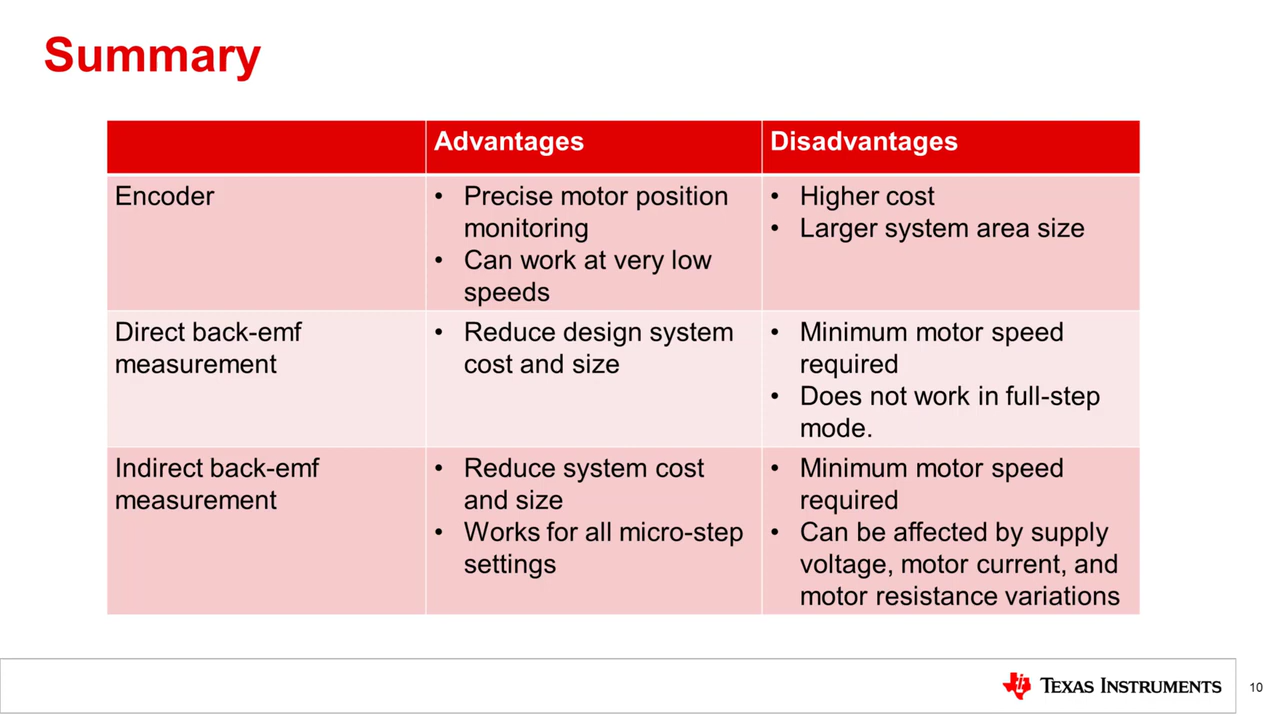 Summary
Advantages
Disadvantages
Encoder
• Precise motor position
monitoring
• Can work at very low
speeds
• Higher cost
• Larger system area size
Direct back-emf
measurement
• Reduce design system
cost and size
• Minimum motor speed
required
• Does not work in full-step
mode.
Indirect back-emf
measurement
• Reduce system cost
and size
• Works for all micro-step
settings
• Minimum motor speed
required
• Can be affected by supply
voltage, motor current, and
motor resistance variations
TEXAS INSTRUMENTS
10